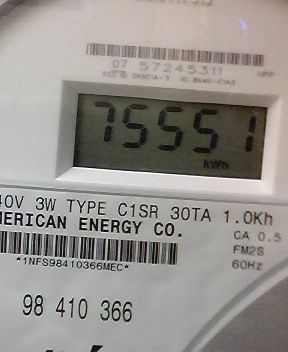 07 57245311
75551
kWh
40V 3W TYPE C1SR 30TA 1.0Kh
MERICAN ENERGY CO.
CA 0.5
FM2S
60Hz
*1NFS98410366MEC*
98 410 366